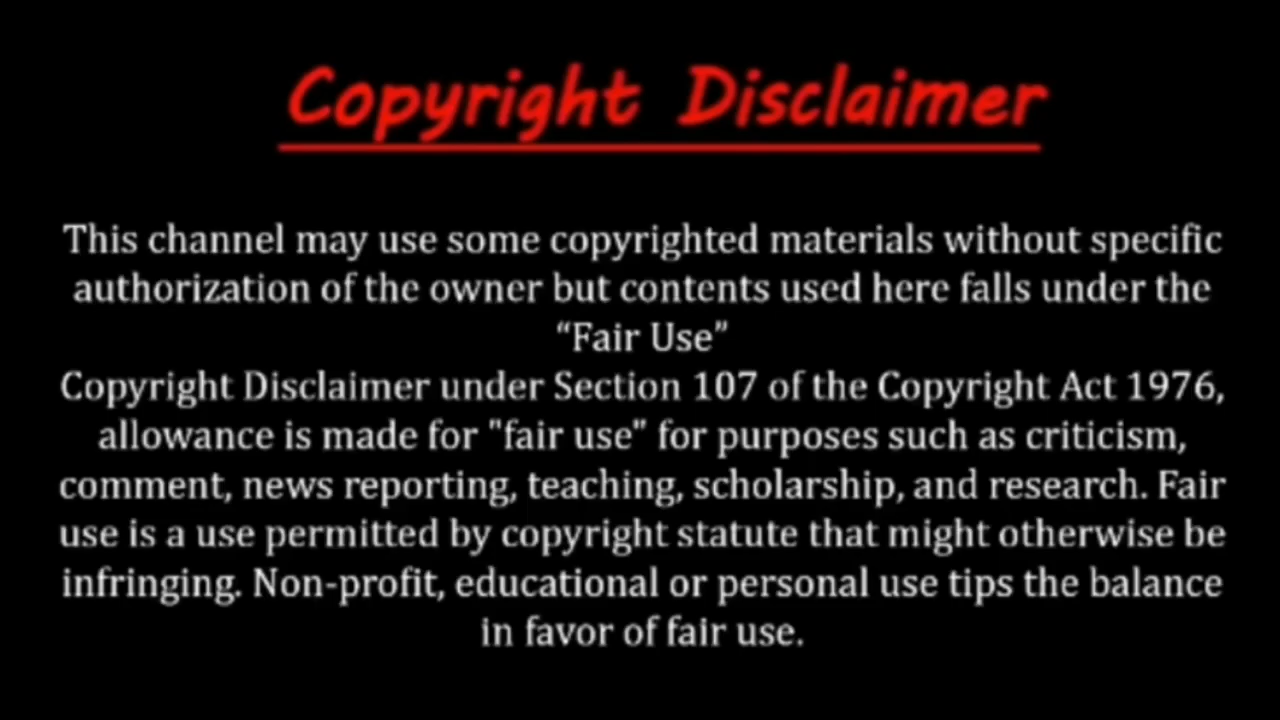 Copyright Disclaimer
This channel may use some copyrighted materials without specific
authorization of the owner but contents used here falls under the
“Fair Use”
Copyright Disclaimer under Section 107 of the Copyright Act 1976,
allowance is made for "fair use" for purposes such as criticism,
comment, news reporting, teaching, scholarship, and research. Fair
use is a use permitted by copyright statute that might otherwise be
infringing. Non-profit, educational or personal use tips the balance
in favor of fair use.